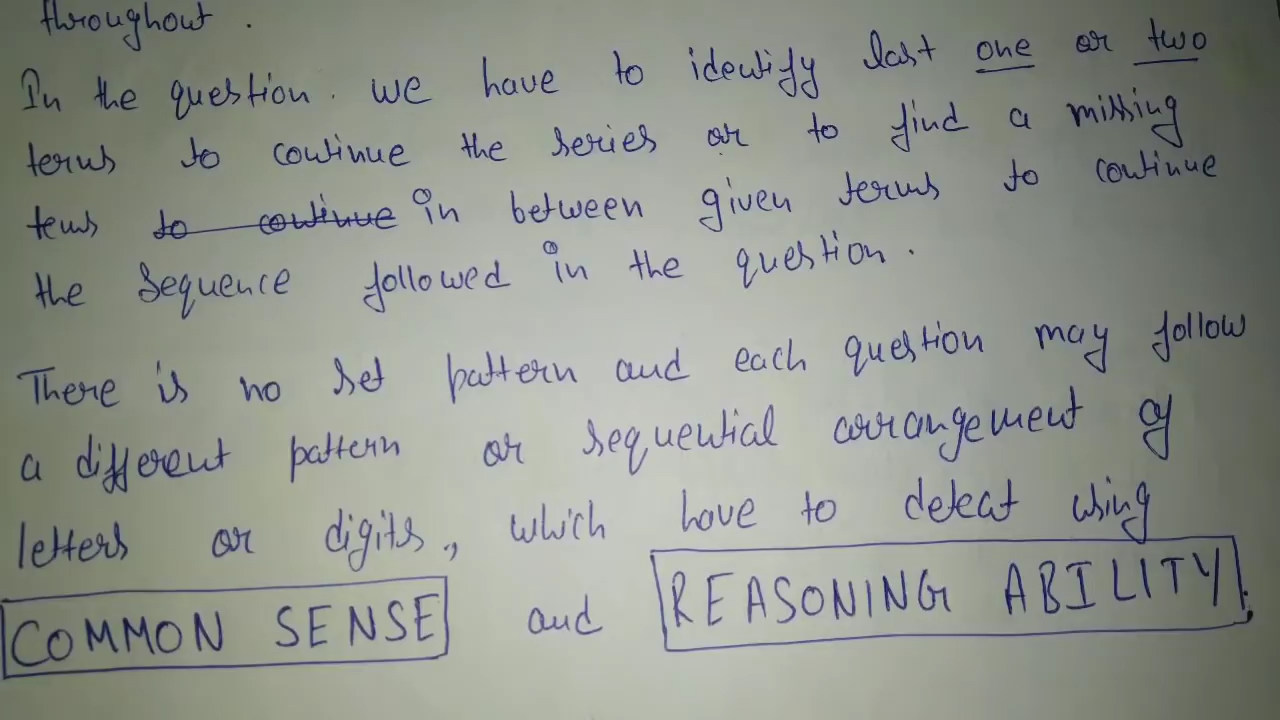 throughout.
In the question. we have to identify last one or two
terms to continue the series or to find a missing
tems to continue in between given terms to continue
the sequence followed in the question.
There is no set pattern and each question may follow
a different pattern or sequential arrangement of
letters or digits, which have to deteat using
COMMON SENSE and REASONING ABILITY.